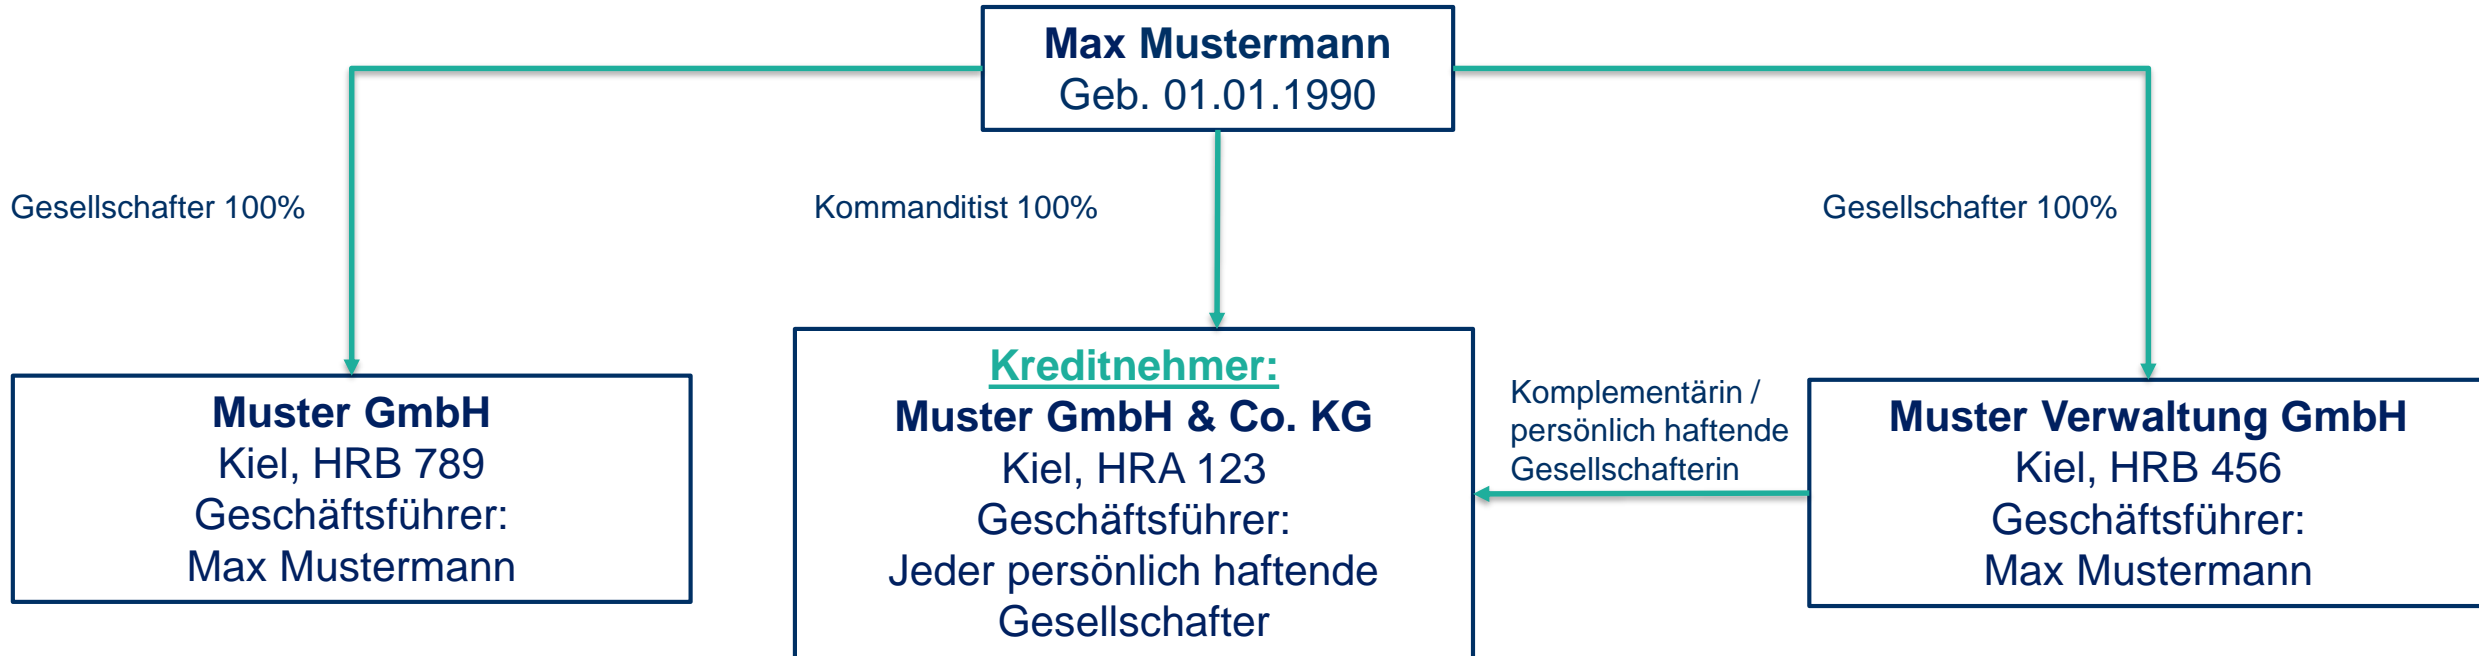 Max Mustermann
Geb. 01.01.1990
Gesellschafter 100%
Kommanditist 100%
Gesellschafter 100%
Muster GmbH
Kiel, HRB 789
Geschäftsführer:
Max Mustermann
Kreditnehmer:
Muster GmbH & Co. KG
Kiel, HRA 123
Geschäftsführer:
Jeder persönlich haftende
Gesellschafter
Komplementärin /
persönlich haftende
Gesellschafterin
Muster Verwaltung GmbH
Kiel, HRB 456
Geschäftsführer:
Max Mustermann